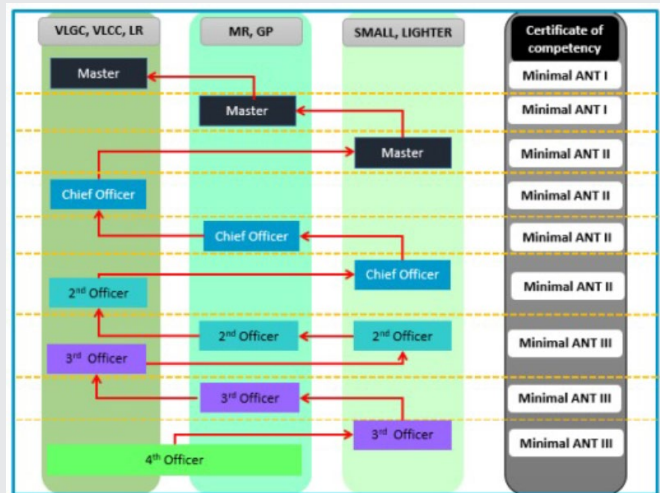 VLGC, VLCC, LR
MR, GP
SMALL, LIGHTER
Certificate of
competency
Master
Minimal ANT I
Master
Minimal ANT I
Master
Minimal ANT II
Chief Officer
Minimal ANT II
Chief Officer
Minimal ANT II
Chief Officer
2nd Officer
Minimal ANT II
2nd Officer
2nd Officer
3rd Officer
Minimal ANT III
3rd Officer
Minimal ANT III
3rd Officer
4th Officer
Minimal ANT III